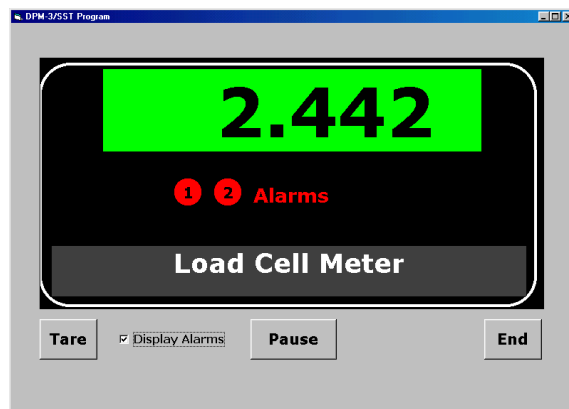 DPM-3/SST Program
2.442
1 2 Alarms
Load Cell Meter
Tare Display Alarms Pause End